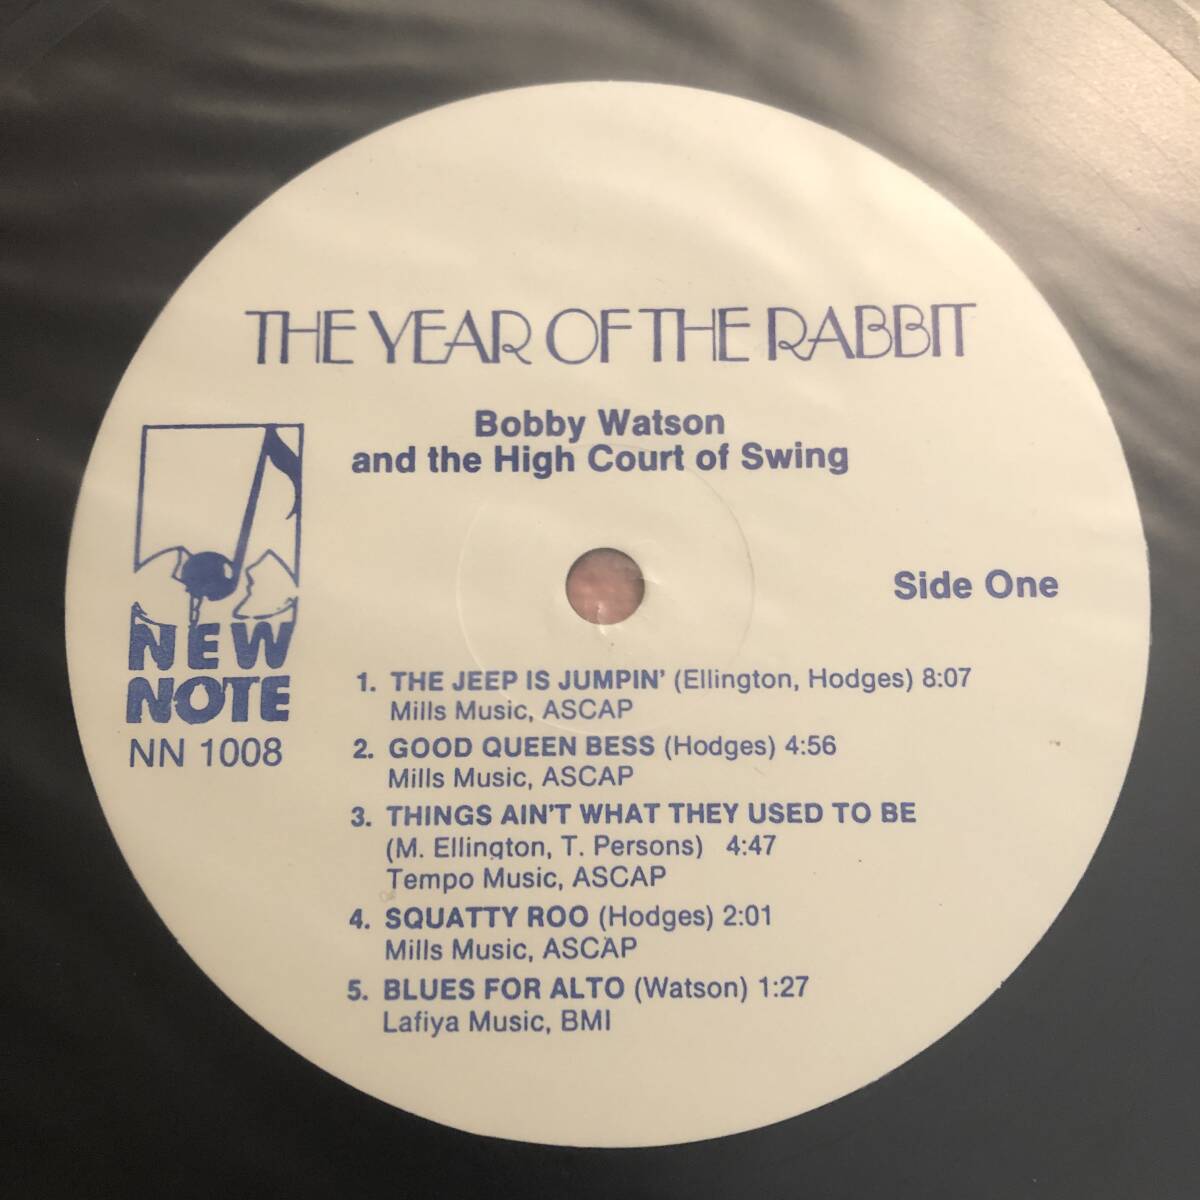 THE YEAR OF THE RABBIT
Bobby Watson
and the High Court of Swing
NEW
NOTE
NN 1008
Side One
1. THE JEEP IS JUMPIN' (Ellington, Hodges) 8:07
Mills Music, ASCAP
2. GOOD QUEEN BESS (Hodges) 4:56
Mills Music, ASCAP
3. THINGS AIN'T WHAT THEY USED TO BE
(M. Ellington, T. Persons) 4:47
Tempo Music, ASCAP
4. SQUATTY ROO (Hodges) 2:01
Mills Music, ASCAP
5. BLUES FOR ALTO (Watson) 1:27
Lafiya Music, BMI